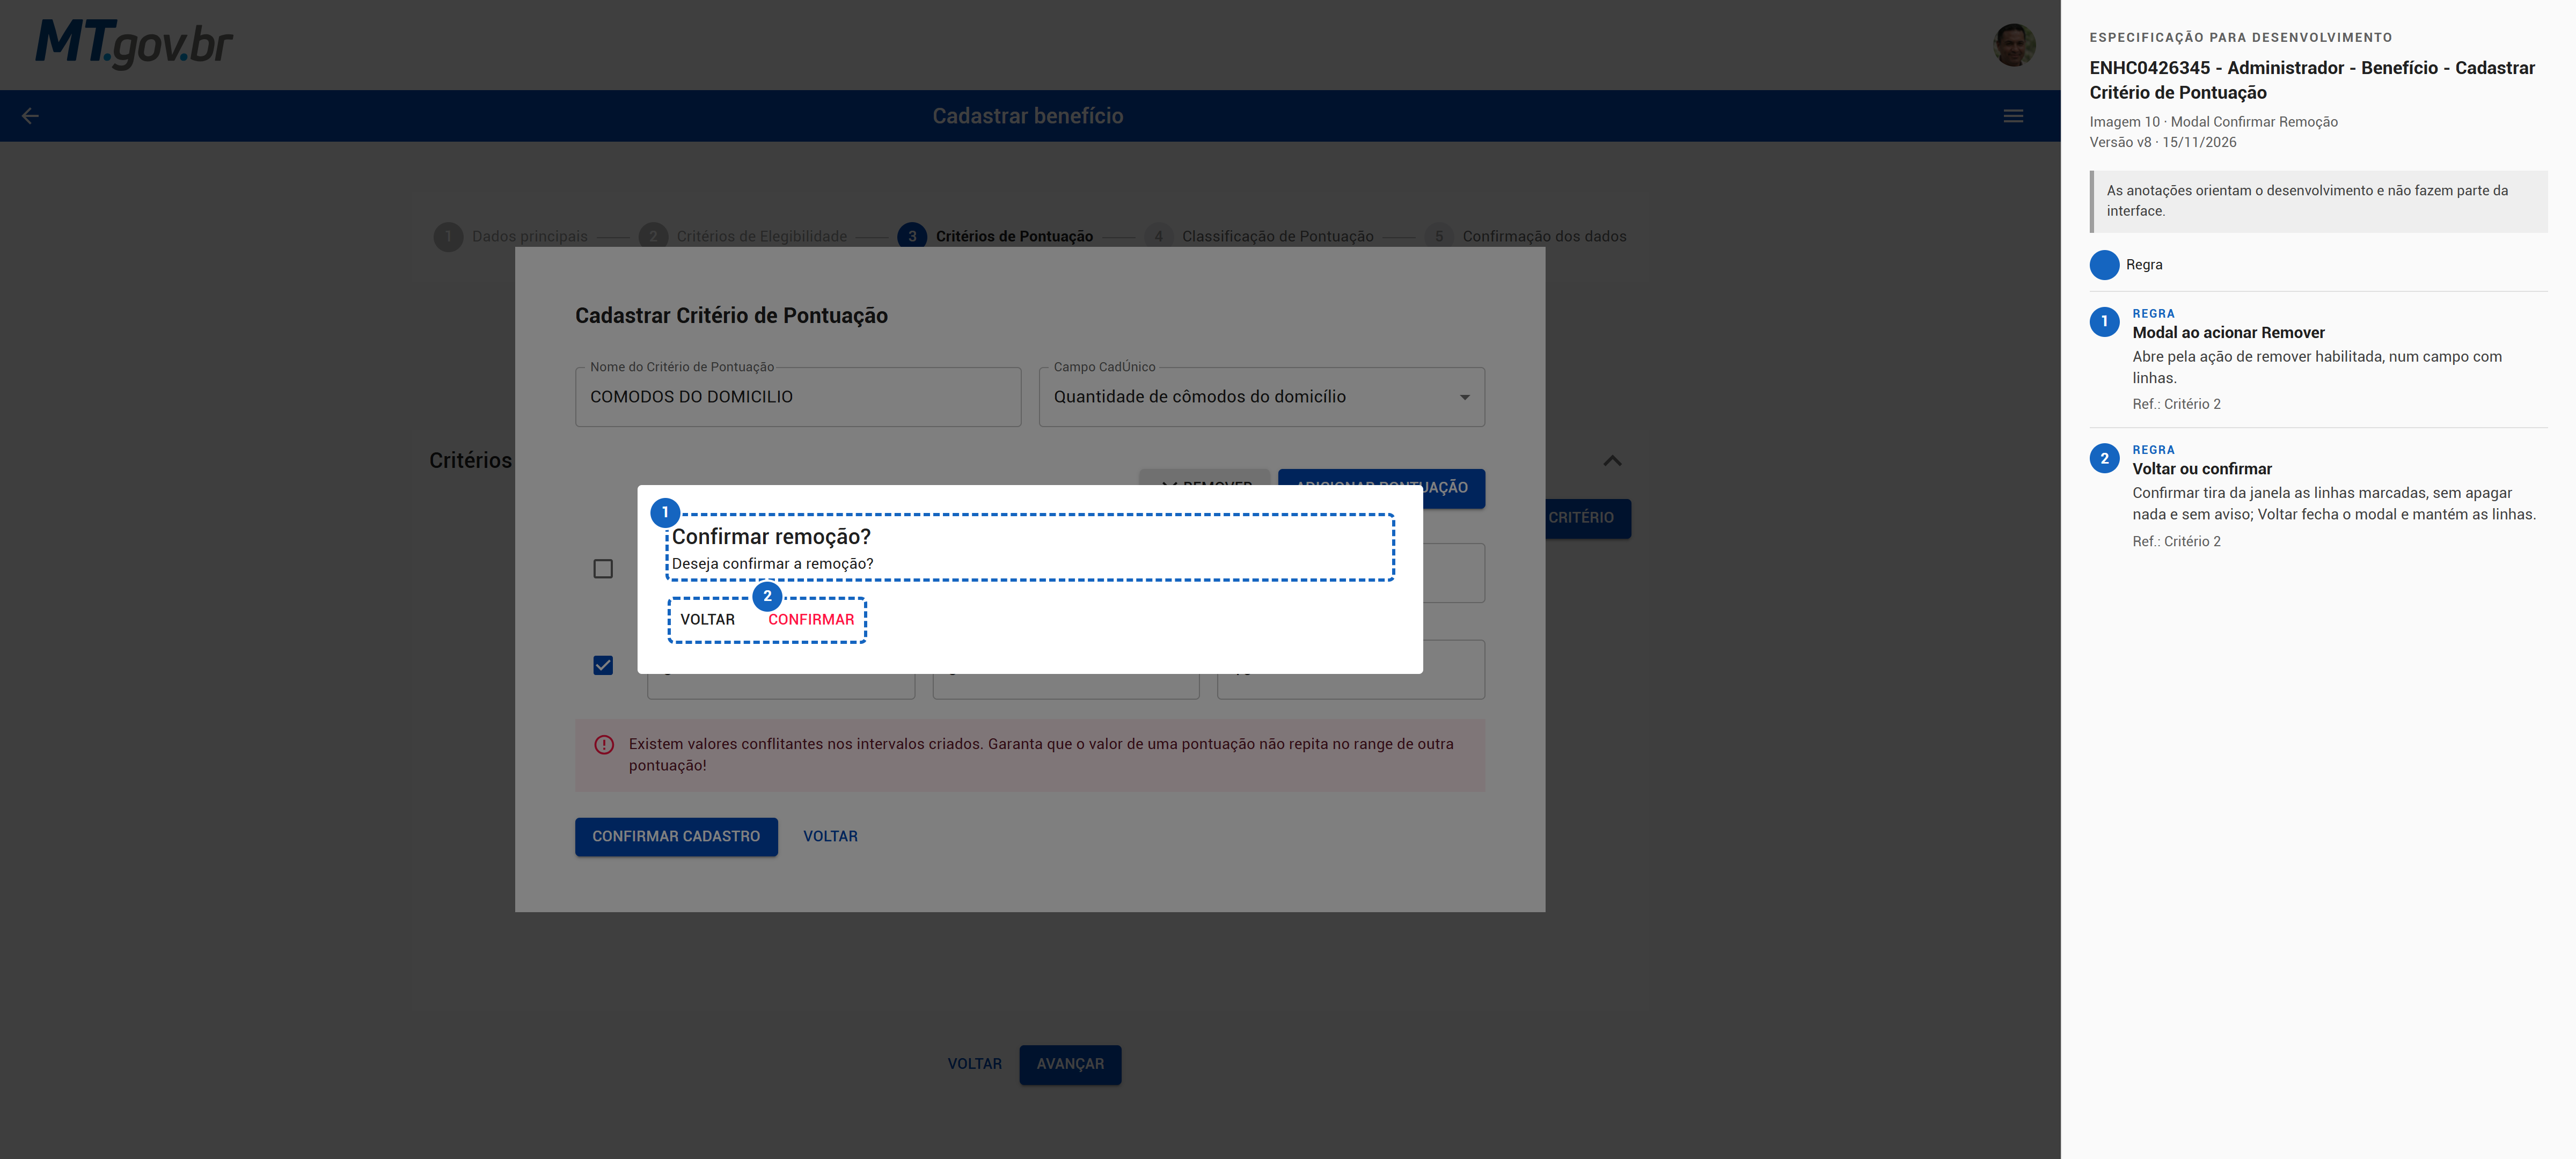 MT.gov.br
Cadastrar benefício
1 Dados principais 2 Critérios de Elegibilidade 3 Critérios de Pontuação 4 Classificação de Pontuação 5 Confirmação dos dados
Cadastrar Critério de Pontuação
Nome do Critério de Pontuação
COMODOS DO DOMICILIO
Campo CadÚnico
Quantidade de cômodos do domicílio
Critérios
REMOVER
ADICIONAR PONTUAÇÃO
CRITÉRIO
1
Confirmar remoção?
Deseja confirmar a remoção?
2
VOLTAR CONFIRMAR
Existem valores conflitantes nos intervalos criados. Garanta que o valor de uma pontuação não repita no range de outra
pontuação!
CONFIRMAR CADASTRO VOLTAR
VOLTAR AVANÇAR
ESPECIFICAÇÃO PARA DESENVOLVIMENTO
ENHC0426345 - Administrador - Benefício - Cadastrar
Critério de Pontuação
Imagem 10 · Modal Confirmar Remoção
Versão v8 · 15/11/2026
As anotações orientam o desenvolvimento e não fazem parte da
interface.
Regra
1 REGRA
Modal ao acionar Remover
Abre pela ação de remover habilitada, num campo com
linhas.
Ref.: Critério 2
2 REGRA
Voltar ou confirmar
Confirmar tira da janela as linhas marcadas, sem apagar
nada e sem aviso; Voltar fecha o modal e mantém as linhas.
Ref.: Critério 2